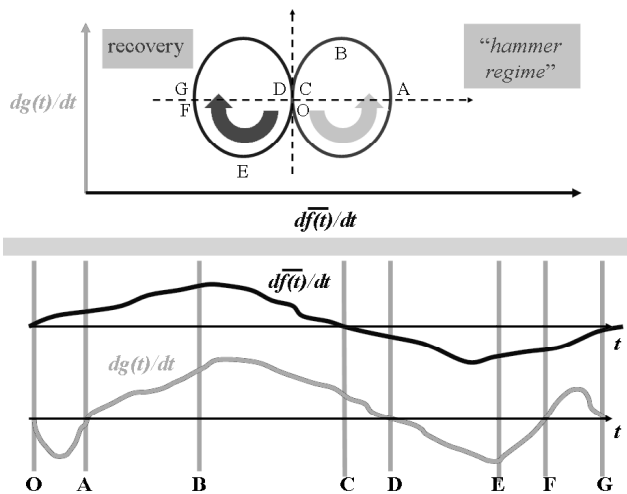 recovery
"hammer
regime"
B
G
D
C
A
F
O
E
dg(t)/dt
df(t)/dt
df(t)/dt
t
dg(t)/dt
t
O A B C D E F G